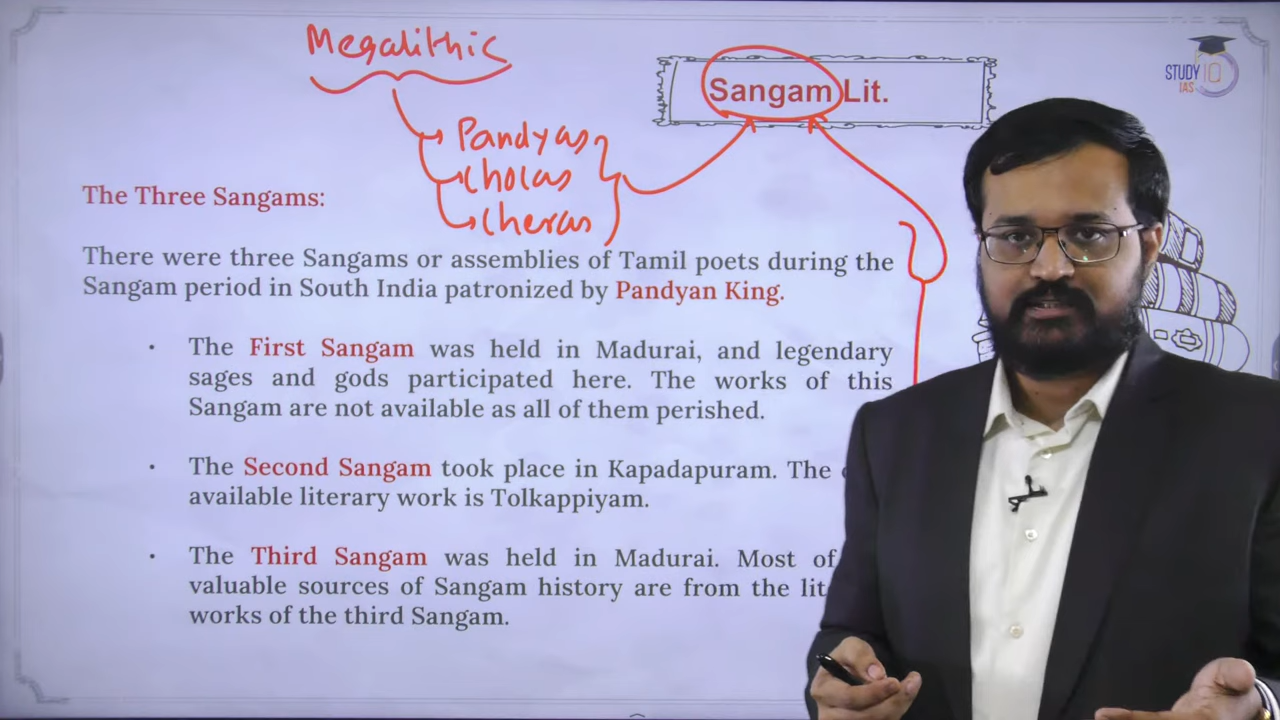 Megalithic
Sangam Lit.
STUDY IQ
IAS
Pandyas
Cholas
Cheras
The Three Sangams:
There were three Sangams or assemblies of Tamil poets during the
Sangam period in South India patronized by Pandyan King.
· The First Sangam was held in Madurai, and legendary
sages and gods participated here. The works of this
Sangam are not available as all of them perished.
· The Second Sangam took place in Kapadapuram. The
available literary work is Tolkappiyam.
· The Third Sangam was held in Madurai. Most of
valuable sources of Sangam history are from the
works of the third Sangam.